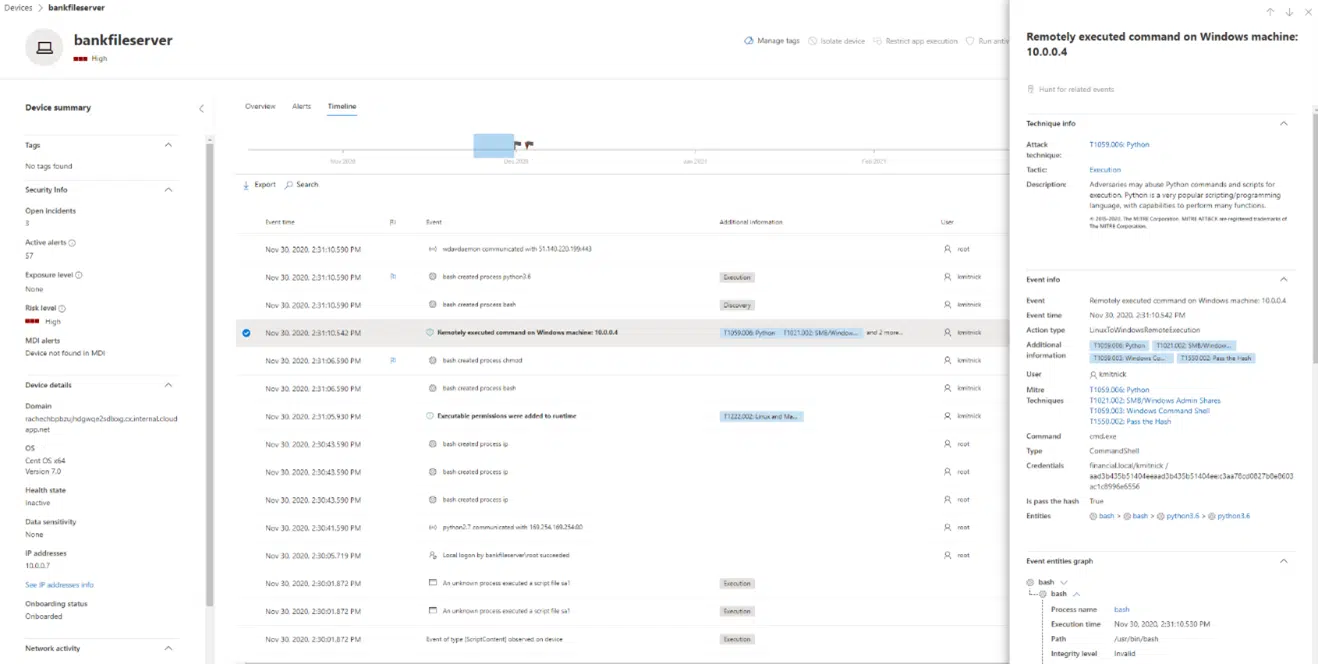 Devices > bankfileserver
bankfileserver
High
Manage tags
Isolate device
Restrict app execution
Run antiv
Device summary
Tags
No tags found
Security Info
Open incidents
3
Active alerts
57
Exposure level
None
Risk level
High
MDI alerts
Device not found in MDI
Device details
Domain
app.net
OS
Cent OS x64
Version 7.0
Health state
Inactive
Data sensitivity
None
IP addresses
10.0.0.7
See IP addresses info
Onboarding status
Onboarded
Network activity
Overview Alerts Timeline
Nov 2020 Dec 2020 Jan 2021 Feb 2021
Export Search
Event time Event Additional information User
Nov 30, 2020, 2:31:10.590 PM wdavdaemon communicated with 51.140.220.199:443 root
Nov 30, 2020, 2:31:10.590 PM bash created process python3.6 Execution kmitnick
Nov 30, 2020, 2:31:10.590 PM bash created process bash Discovery kmitnick
Nov 30, 2020, 2:31:10.542 PM Remotely executed command on Windows machine: 10.0.0.4 T1059.006: Python T1021.002: SMB/Window... and 2 more... kmitnick
Nov 30, 2020, 2:31:06.590 PM bash created process chmod kmitnick
Nov 30, 2020, 2:31:06.590 PM bash created process bash kmitnick
Nov 30, 2020, 2:31:05.930 PM Executable permissions were added to runtime T1222.002: Linux and Ma... kmitnick
Nov 30, 2020, 2:30:43.590 PM bash created process ip root
Nov 30, 2020, 2:30:43.590 PM bash created process ip root
Nov 30, 2020, 2:30:43.590 PM bash created process ip root
Nov 30, 2020, 2:30:41.590 PM python2.7 communicated with 169.254.169.254:80 root
Nov 30, 2020, 2:30:05.719 PM Local logon by bankfileserver\root succeeded root
Nov 30, 2020, 2:30:01.872 PM An unknown process executed a script file sa1 Execution
Nov 30, 2020, 2:30:01.872 PM An unknown process executed a script file sa1 Execution
Nov 30, 2020, 2:30:01.872 PM Event of type [ScriptContent] observed on device Execution
Remotely executed command on Windows machine:
10.0.0.4
Hunt for related events
Technique info
Attack technique: T1059.006: Python
Tactic: Execution
Description: Adversaries may abuse Python commands and scripts for
execution. Python is a very popular scripting/programming
language, with capabilities to perform many functions.
© 2015-2020, The MITRE Corporation. MITRE ATT&CK are registered trademarks of
The MITRE Corporation.
Event info
Event Remotely executed command on Windows machine: 10.0.0.4
Event time Nov 30, 2020, 2:31:10.542 PM
Action type LinuxToWindowsRemoteExecution
Additional information T1059.006: Python T1021.002: SMB/Window...
T1059.003: Windows Co... T1550.002: Pass the Hash
User kmitnick
Mitre Techniques T1059.006: Python
T1021.002: SMB/Windows Admin Shares
T1059.003: Windows Command Shell
T1550.002: Pass the Hash
Command cmd.exe
Type CommandShell
Credentials financial.local/kmitnick /
Is pass the hash True
Entities bash > bash > python3.6 > python3.6
Event entities graph
bash
bash
Process name bash
Execution time Nov 30, 2020, 2:31:10.530 PM
Path /usr/bin/bash
Integrity level Invalid